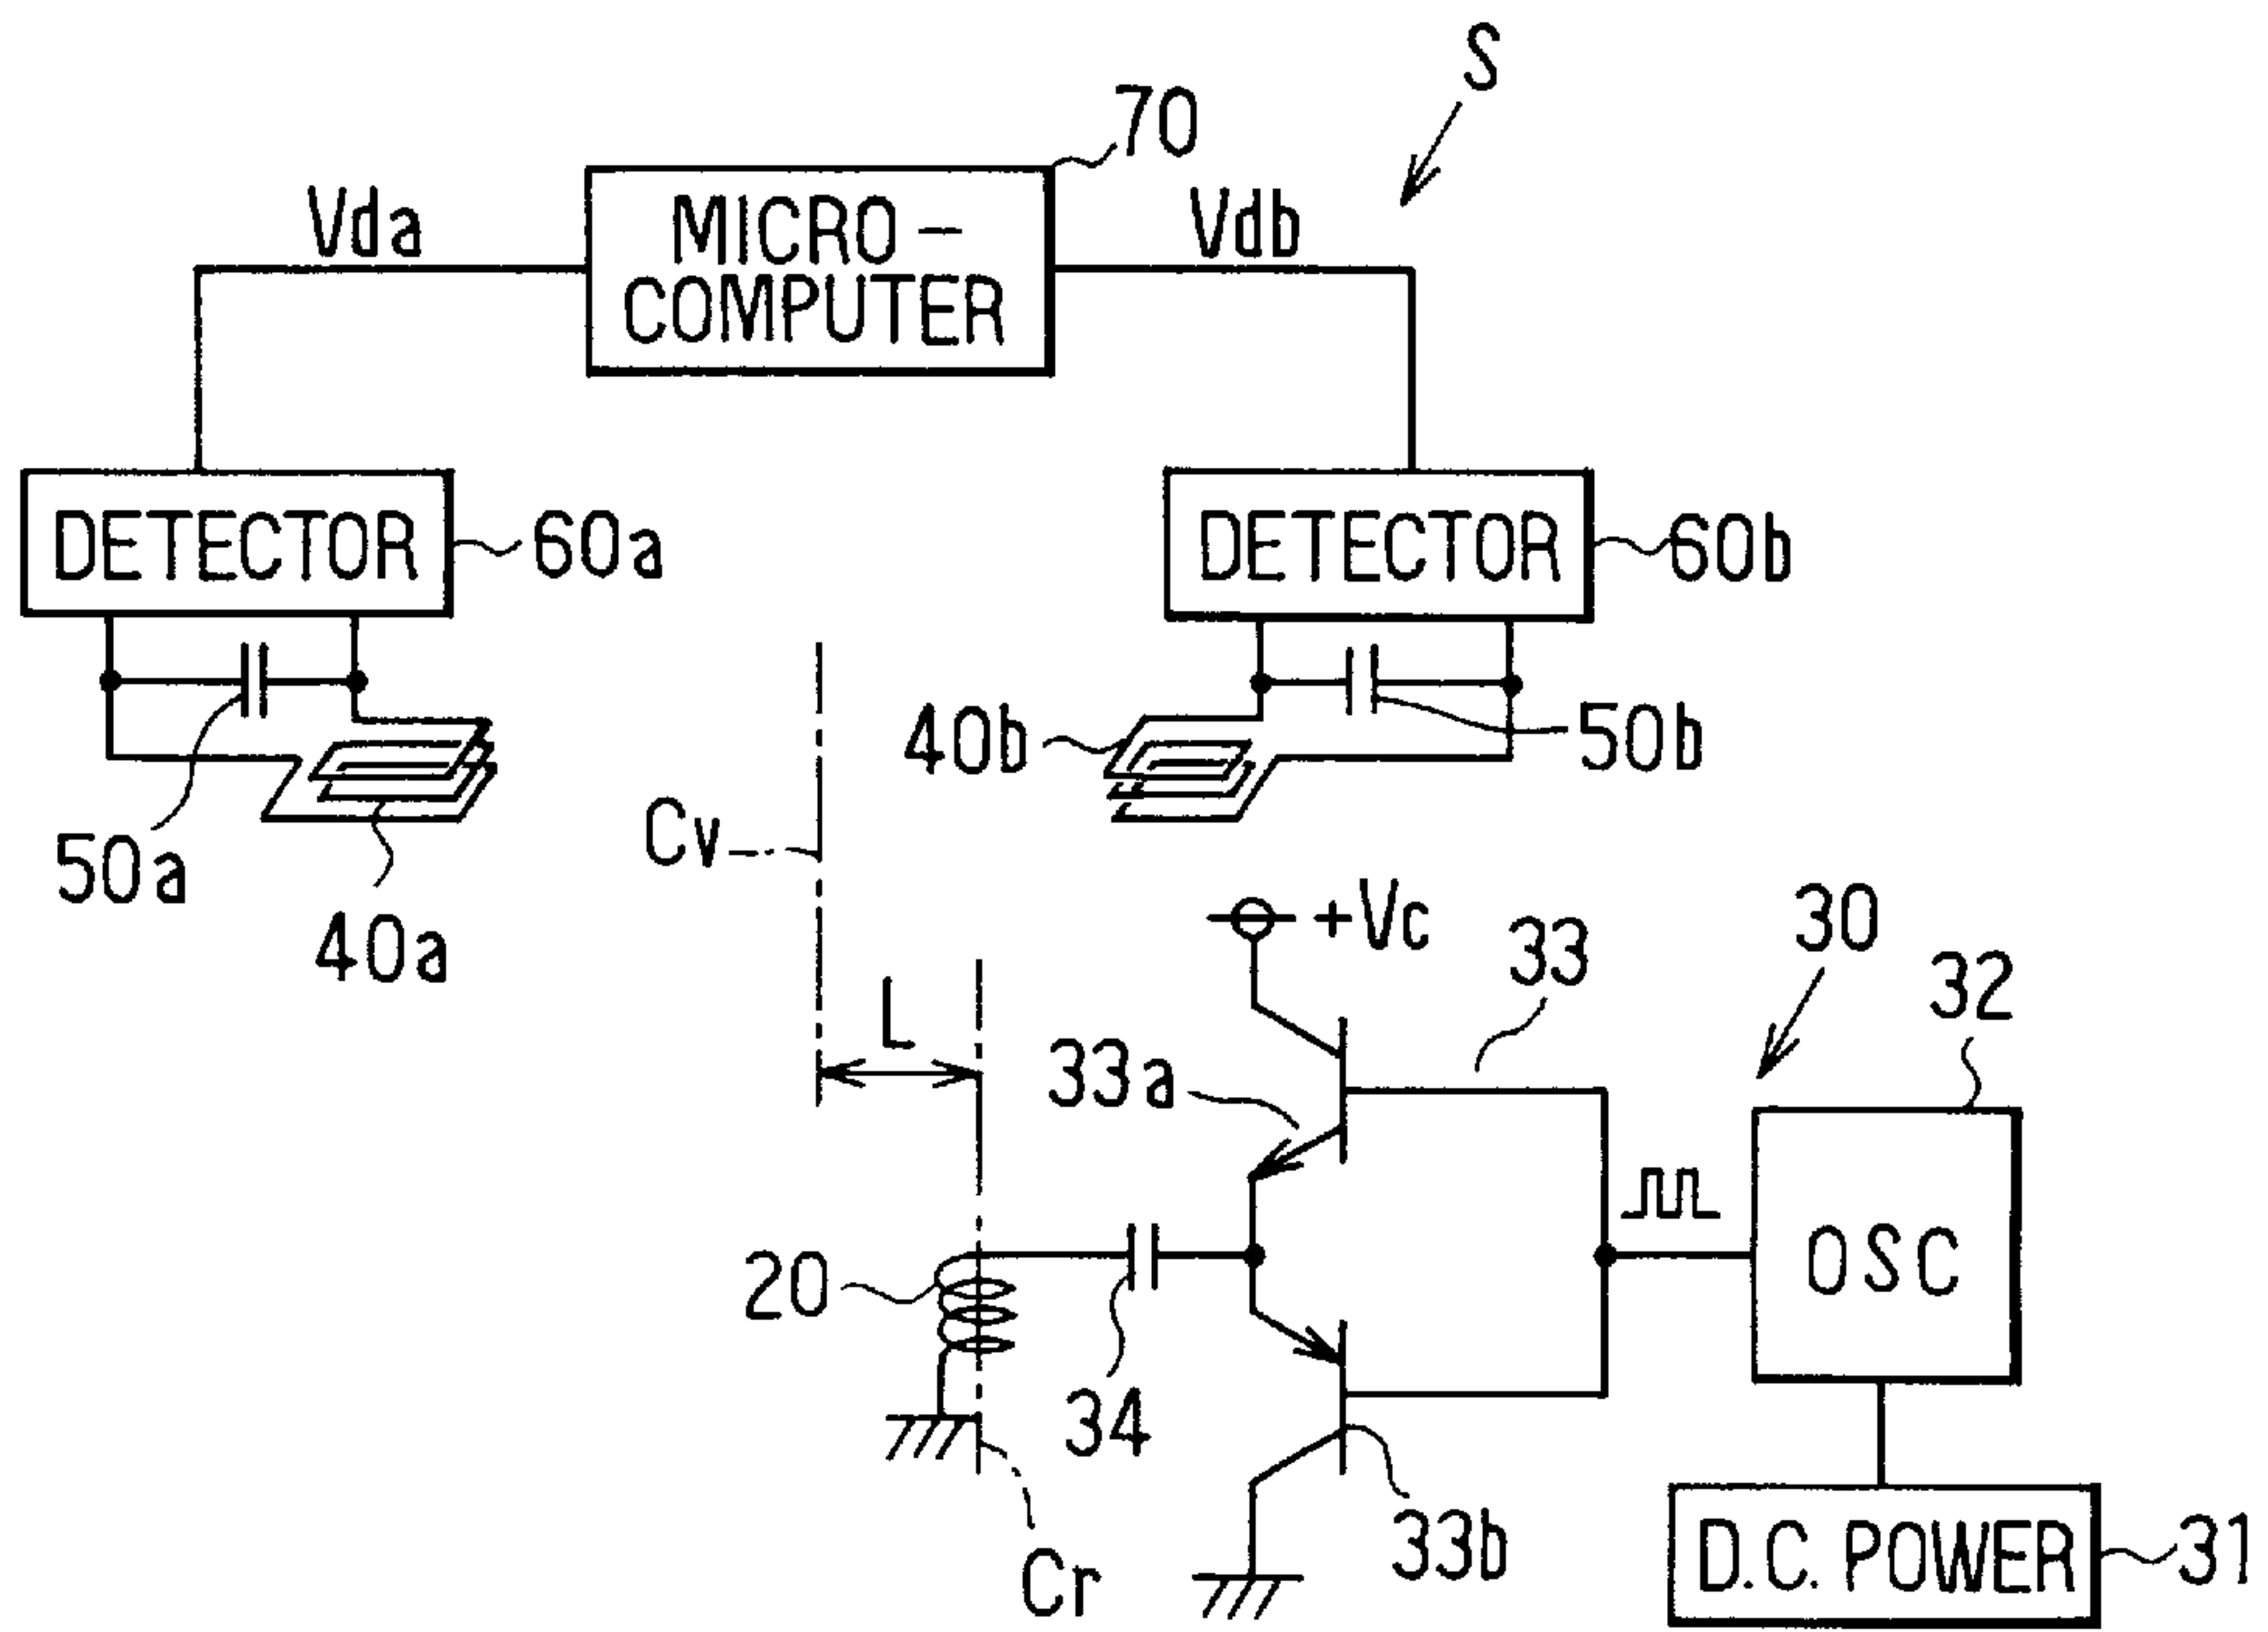 S
70
Vda
MICRO-
COMPUTER
Vdb
DETECTOR
60a
DETECTOR
60b
40b
50b
50a
40a
Cv
+Vc
33
30
32
L
33a
OSC
20
34
33b
Cr
D.C. POWER
31